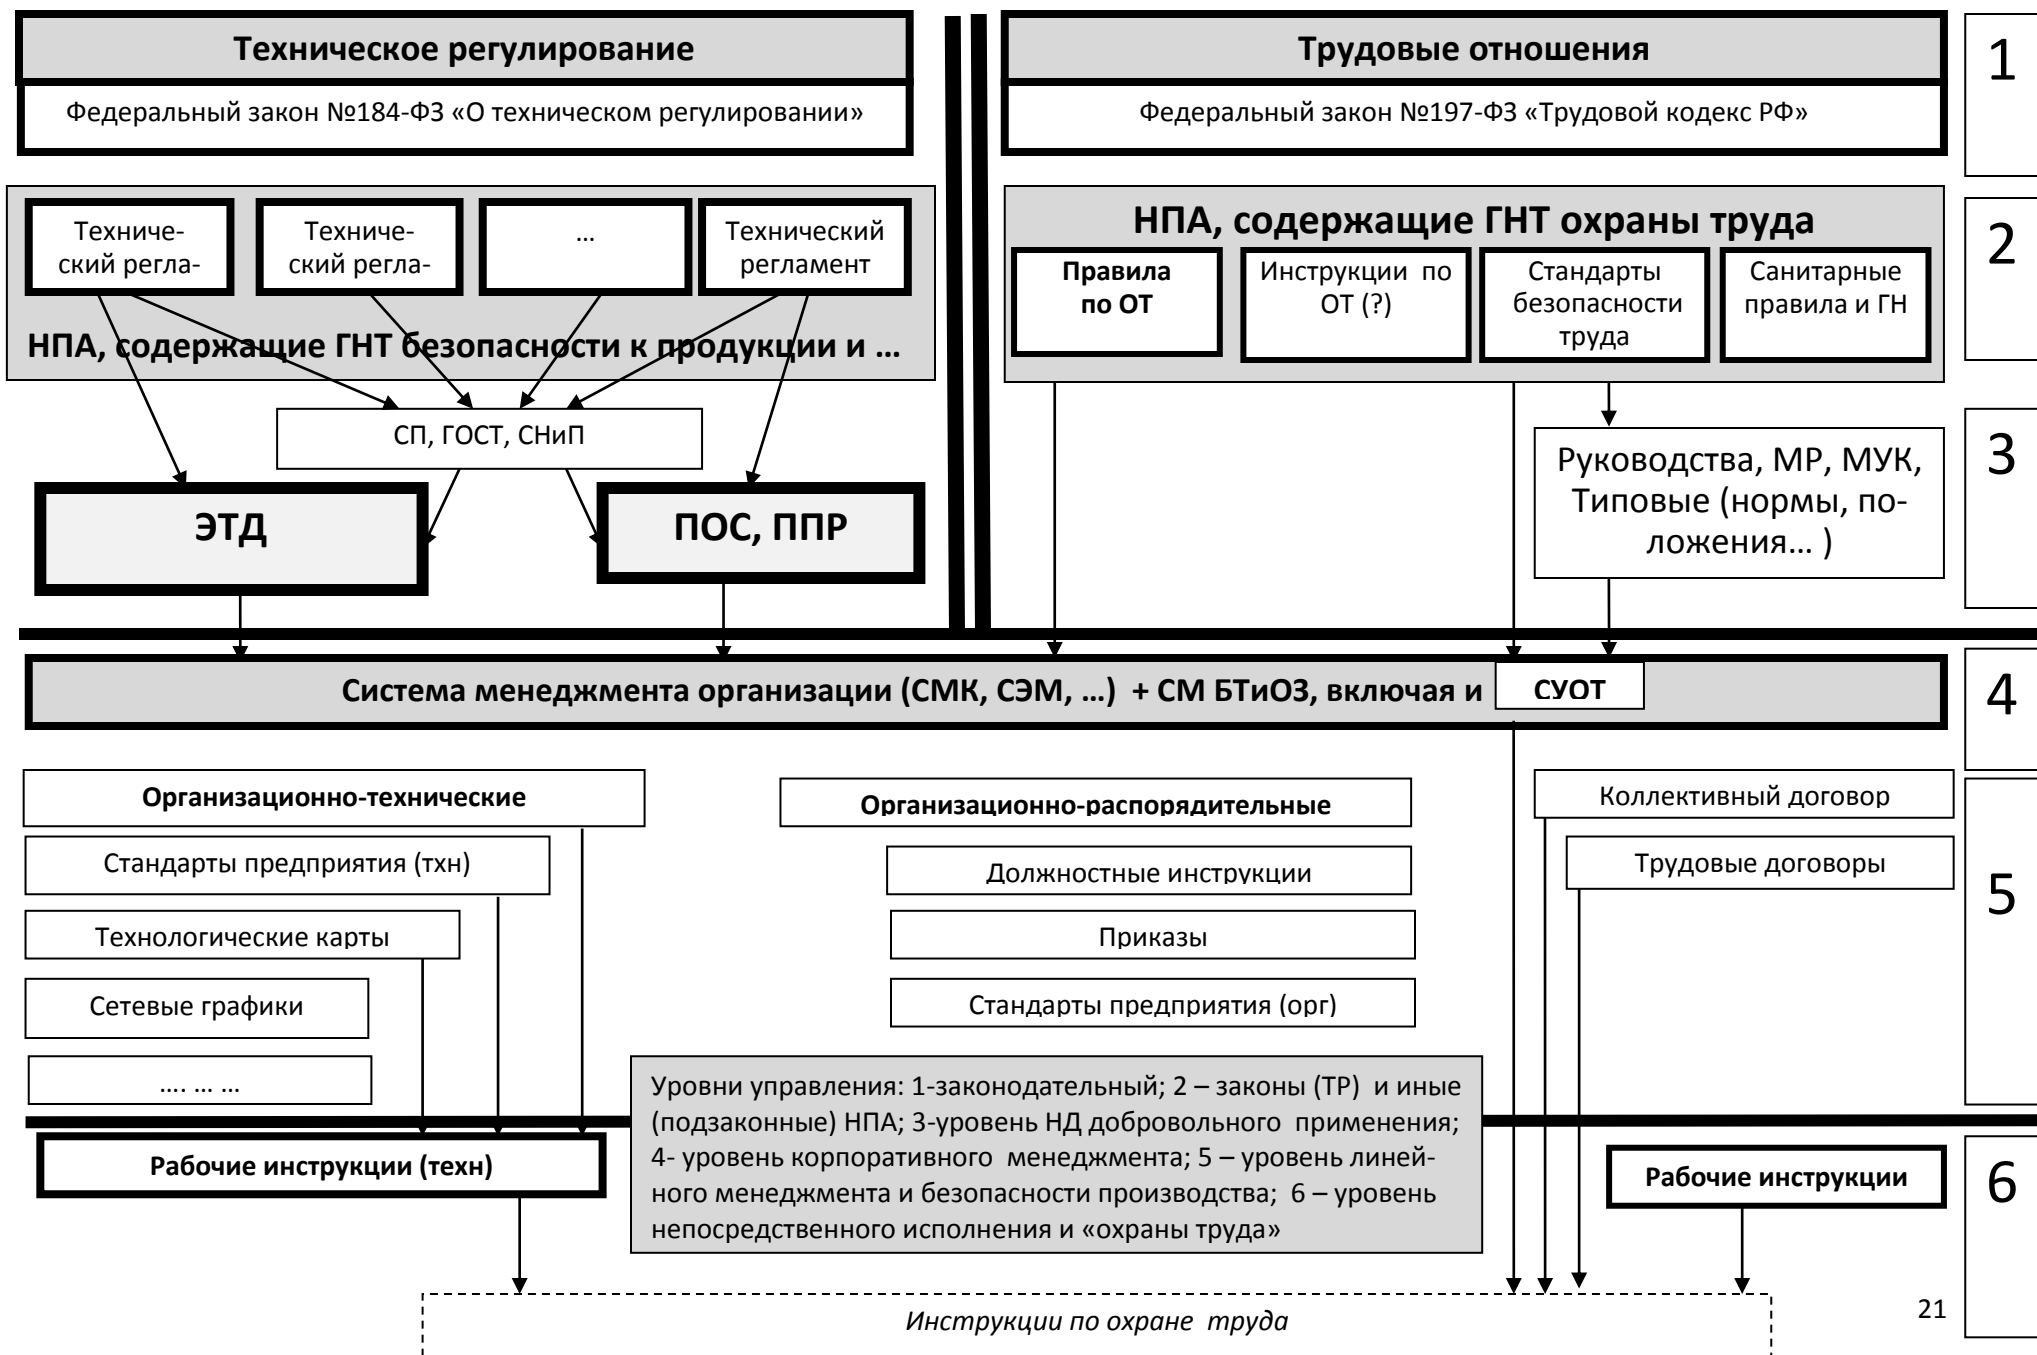 Техническое регулирование
Федеральный закон №184-ФЗ «О техническом регулировании»
Трудовые отношения
Федеральный закон №197-ФЗ «Трудовой кодекс РФ»
1
Техниче-
ский регла-
Техниче-
ский регла-
...
Технический
регламент
НПА, содержащие ГНТ безопасности к продукции и ...
НПА, содержащие ГНТ охраны труда
Правила
по ОТ
Инструкции по
ОТ (?)
Стандарты
безопасности
труда
Санитарные
правила и ГН
2
СП, ГОСТ, СНиП
ЭТД
ПОС, ППР
Руководства, МР, МУК,
Типовые (нормы, по-
ложения... )
3
Система менеджмента организации (СМК, СЭМ, ...) + СМ БТиОЗ, включая и
СУОТ
4
Организационно-технические
Стандарты предприятия (тхн)
Технологические карты
Сетевые графики
.... ... ...
Организационно-распорядительные
Должностные инструкции
Приказы
Стандарты предприятия (орг)
Коллективный договор
Трудовые договоры
5
Уровни управления: 1-законодательный; 2 – законы (ТР) и иные
(подзаконные) НПА; 3-уровень НД добровольного применения;
4- уровень корпоративного менеджмента; 5 – уровень линей-
ного менеджмента и безопасности производства; 6 – уровень
непосредственного исполнения и «охраны труда»
Рабочие инструкции (техн)
Рабочие инструкции
6
Инструкции по охране труда
21